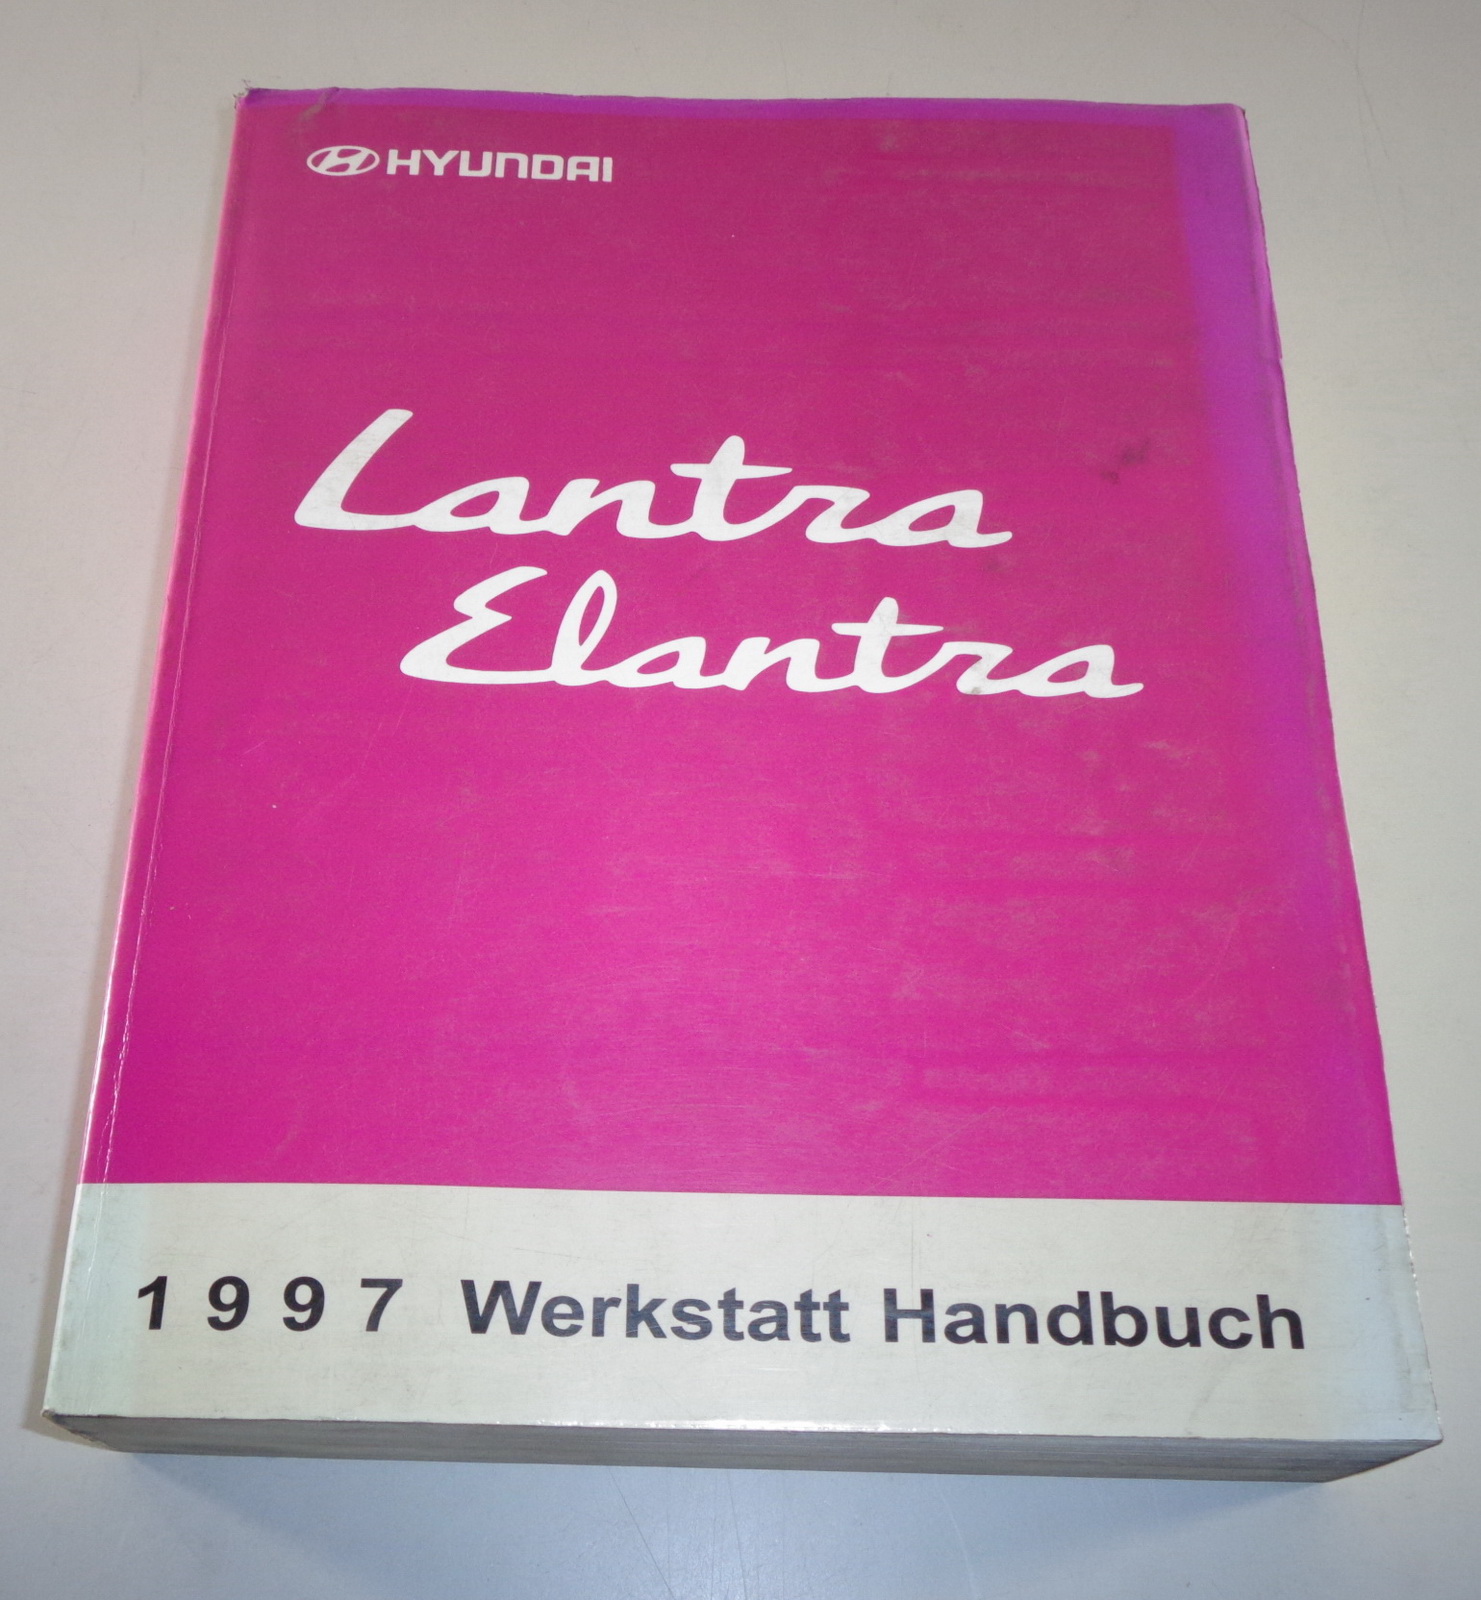 HYUNDAI
Lantra
Elantra
1997 Werkstatt Handbuch